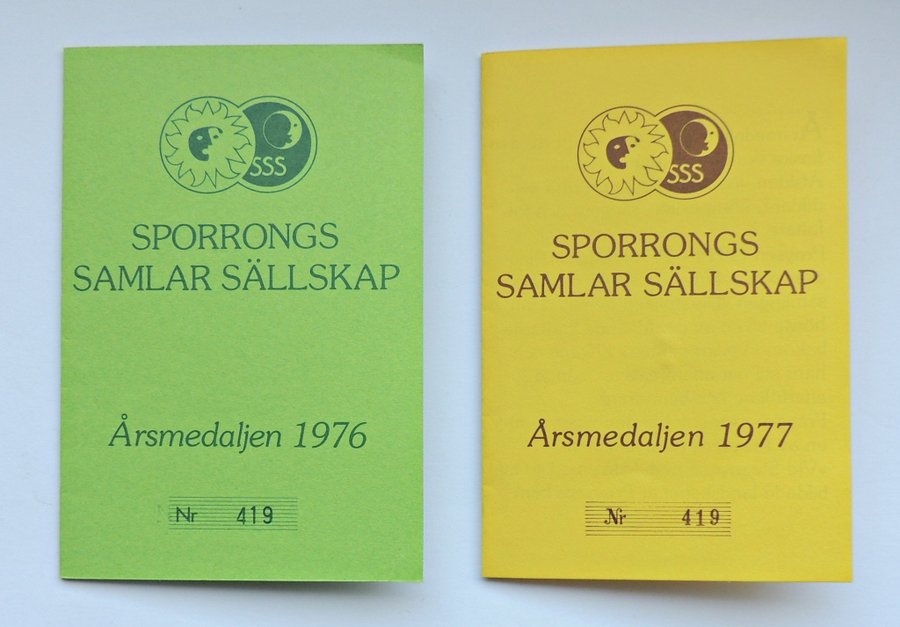 SSS
SPORRONGS
SAMLAR SÄLLSKAP
Årsmedaljen 1976
Nr 419
SSS
SPORRONGS
SAMLAR SÄLLSKAP
Årsmedaljen 1977
Nr 419